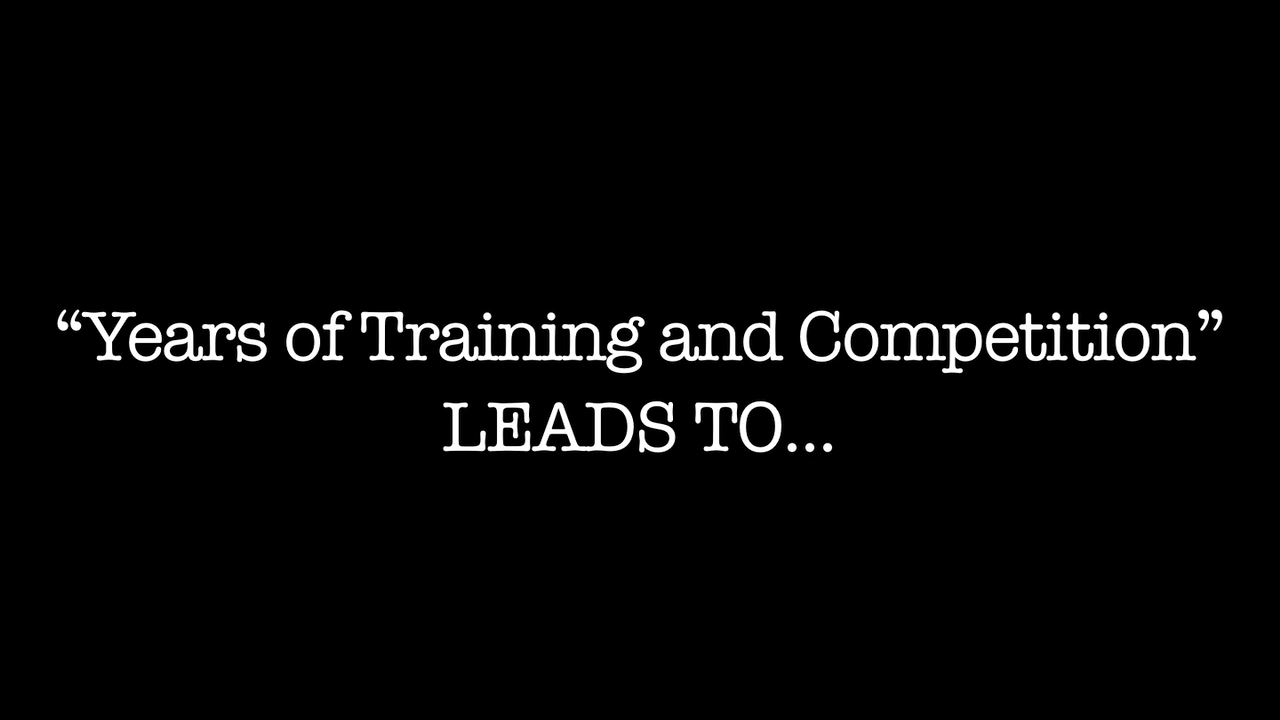 “Years of Training and Competition”
LEADS TO...